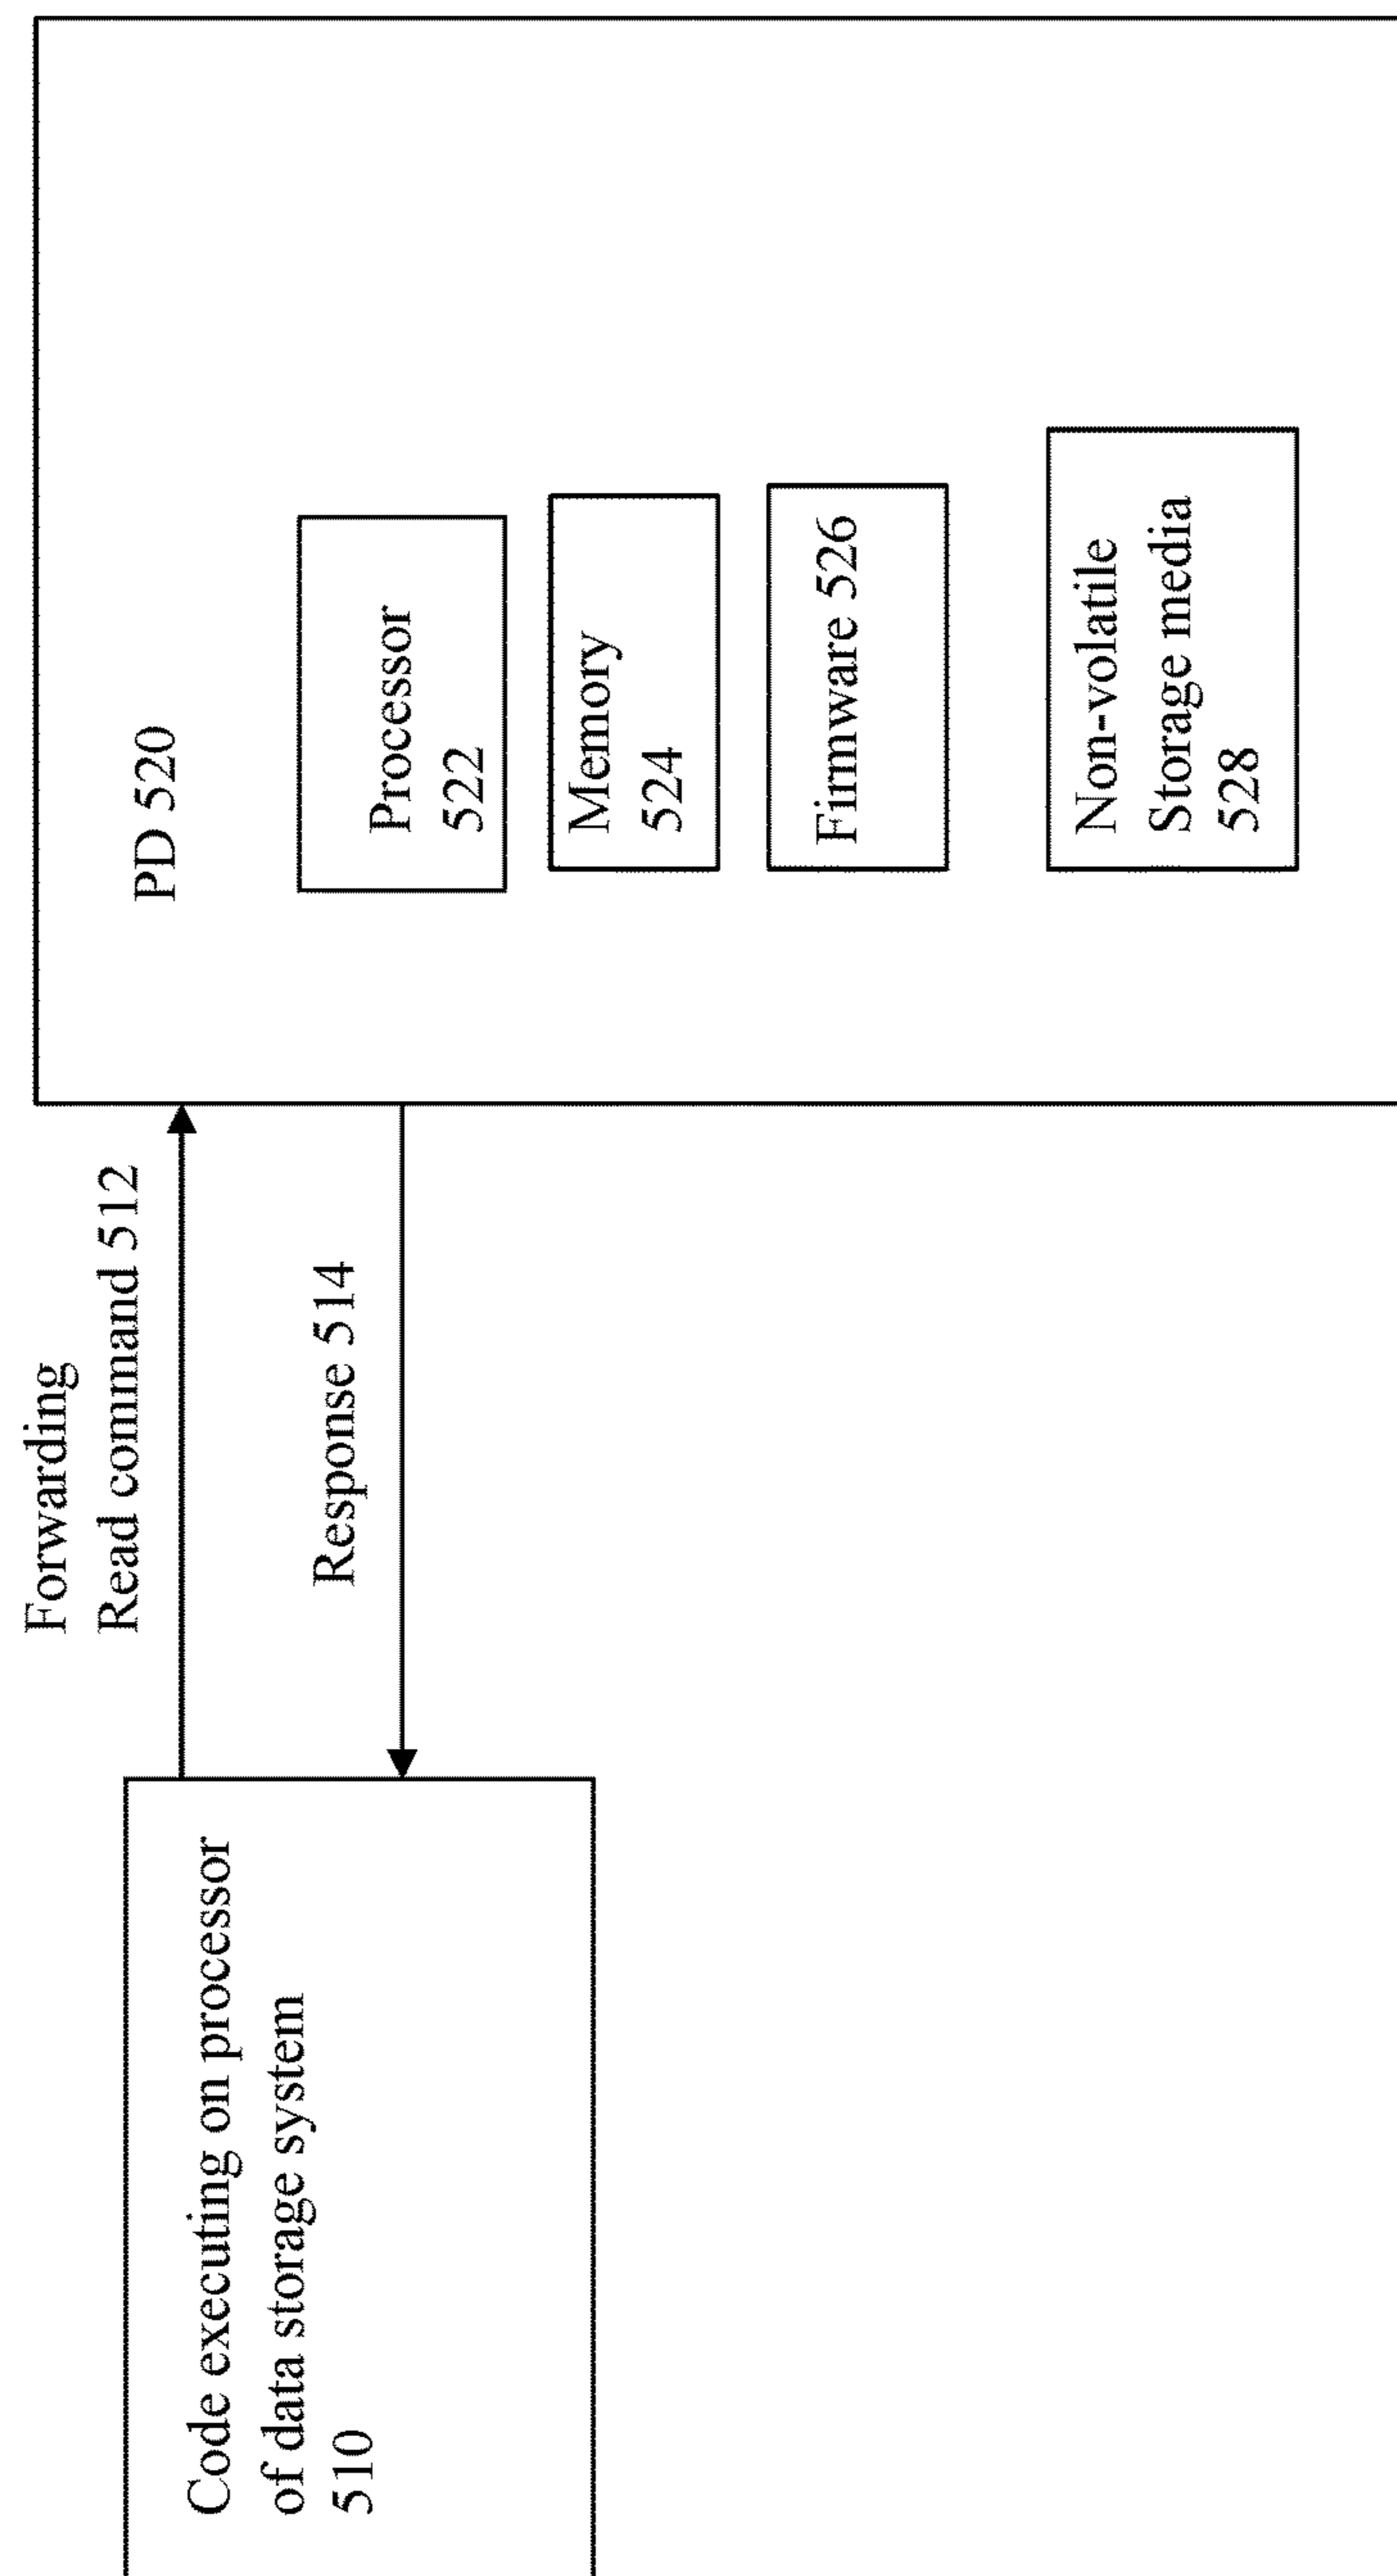 Code executing on processor
of data storage system
510
Forwarding
Read command 512
Response 514
PD 520
Processor
522
Memory
524
Firmware 526
Non-volatile
Storage media
528